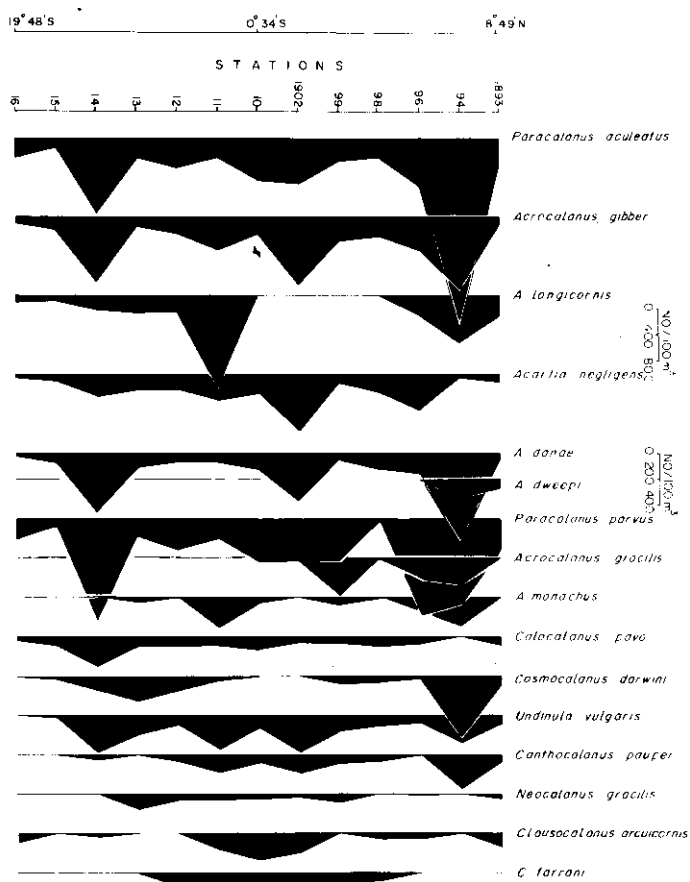 19°48'S 0°34'S 8°49'N
STATIONS
16 15 14 13 12 11 10 1909 99 98 96 94 1893
Paracalanus aculeatus
Acrocalanus gibber
A longicornis
NO/100m³
0 400 800
Acartia negligens
A danae
NO/100m³
0 200 400
A dweepi
Paracalanus parvus
Acrocalanus gracilis
A monachus
Calocalanus pavo
Cosmocalanus darwini
Undinula vulgaris
Canthocalanus pauper
Neocalanus gracilis
Clausocalanus arcuicornis
C farrani